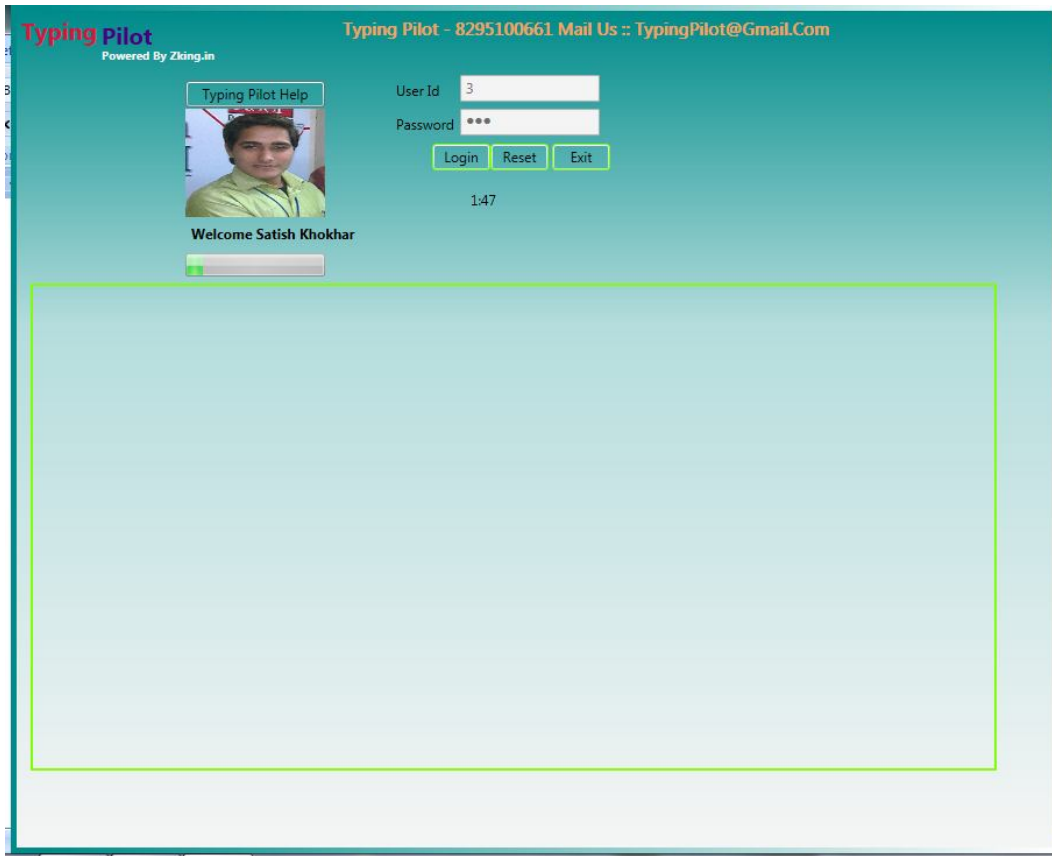 Typing Pilot
Powered By Zking.in
Typing Pilot - 8295100661 Mail Us :: TypingPilot@Gmail.Com
Typing Pilot Help
User Id 3
Password •••
Login Reset Exit
1:47
Welcome Satish Khokhar